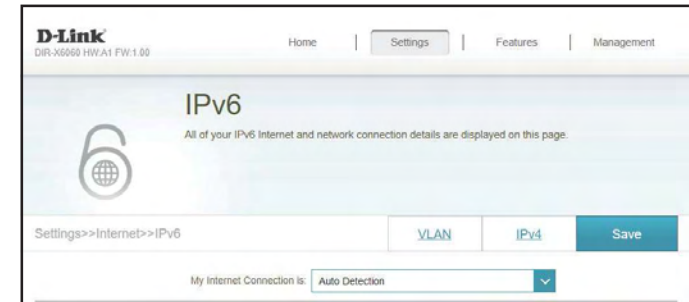 D-Link
DIR-X6060 HW:A1 FW:1.00
Home | Settings | Features | Management
IPv6
All of your IPv6 Internet and network connection details are displayed on this page.
Settings>>Internet>>IPv6
VLAN
IPv4
Save
My Internet Connection is: Auto Detection